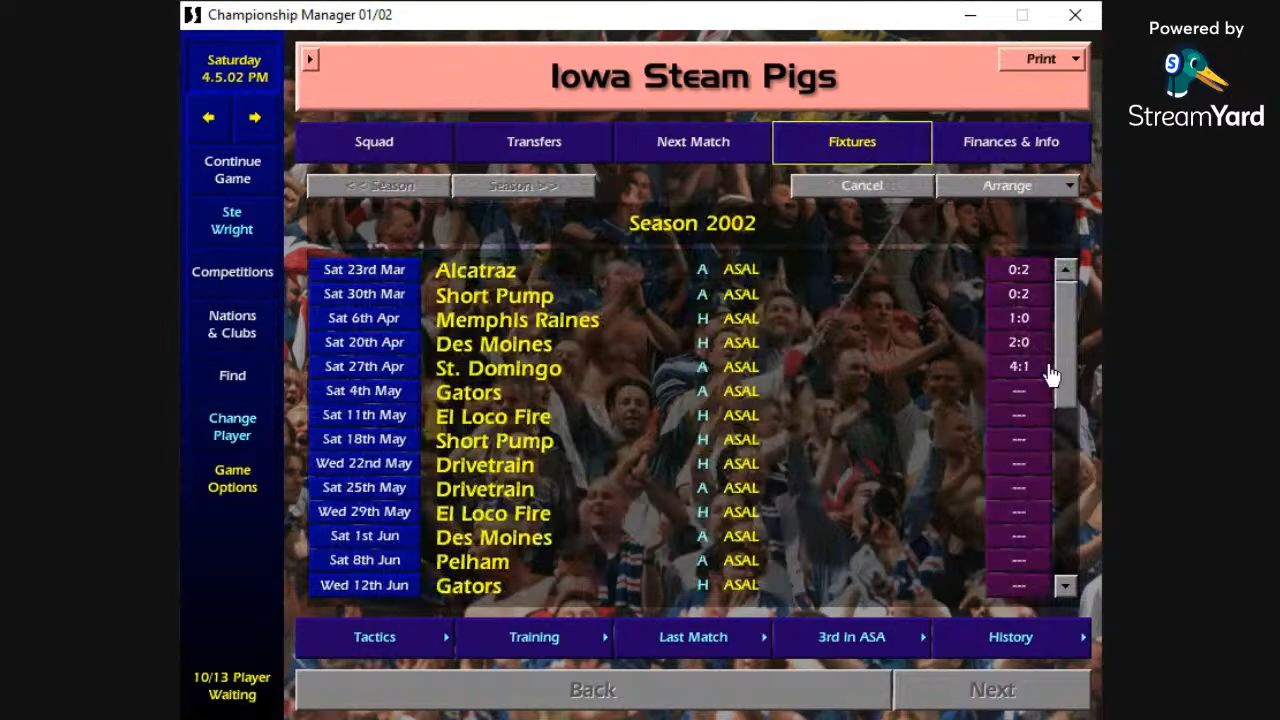 Championship Manager 01/02
Powered by
StreamYard
Saturday
4.5.02 PM
Iowa Steam Pigs
Print
Squad
Transfers
Next Match
Fixtures
Finances & Info
Continue
Game
<< Season
Season >>
Cancel
Arrange
Ste
Wright
Season 2002
Competitions
Nations
& Clubs
Find
Change
Player
Game
Options
Sat 23rd Mar Alcatraz A ASAL 0:2
Sat 30th Mar Short Pump A ASAL 0:2
Sat 6th Apr Memphis Raines H ASAL 1:0
Sat 20th Apr Des Moines H ASAL 2:0
Sat 27th Apr St. Domingo A ASAL 4:1
Sat 4th May Gators A ASAL ---
Sat 11th May El Loco Fire H ASAL ---
Sat 18th May Short Pump H ASAL ---
Wed 22nd May Drivetrain H ASAL ---
Sat 25th May Drivetrain A ASAL ---
Wed 29th May El Loco Fire H ASAL ---
Sat 1st Jun Des Moines A ASAL ---
Sat 8th Jun Pelham A ASAL ---
Wed 12th Jun Gators H ASAL ---
Tactics
Training
Last Match
3rd in ASA
History
10/13 Player
Waiting
Back
Next